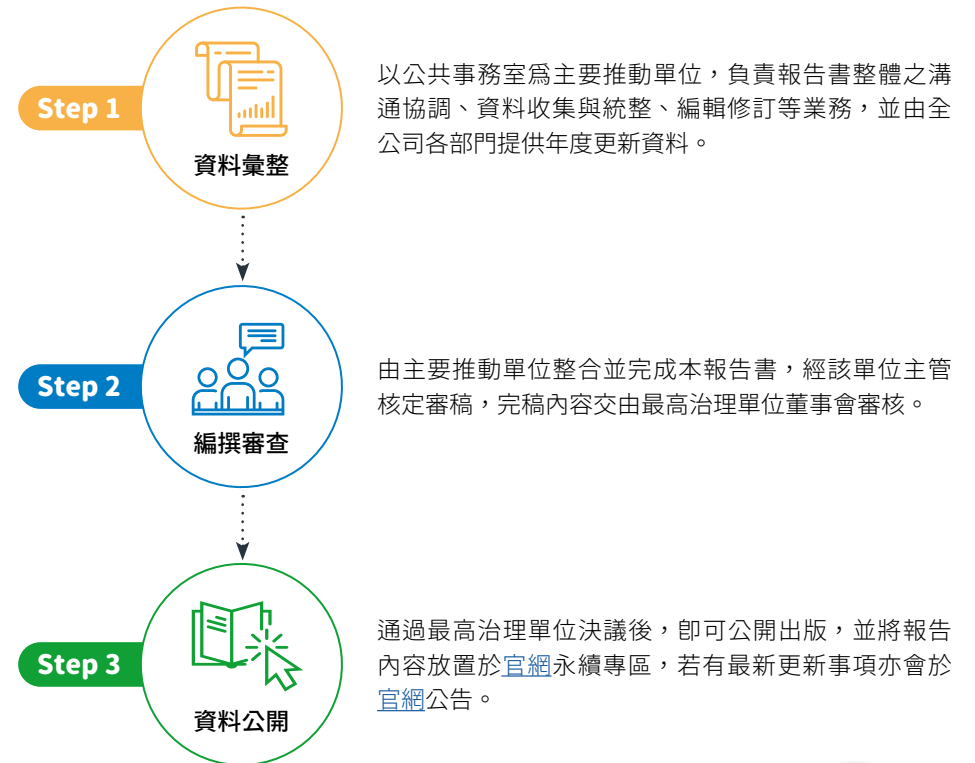 Step 1
資料彙整
以公共事務室爲主要推動單位，負責報告書整體之溝
通協調、資料收集與統整、編輯修訂等業務，並由全
公司各部門提供年度更新資料。
Step 2
編撰審查
由主要推動單位整合並完成本報告書，經該單位主管
核定審稿，完稿內容交由最高治理單位董事會審核。
Step 3
資料公開
通過最高治理單位決議後，卽可公開出版，並將報告
內容放置於官網永續專區，若有最新更新事項亦會於
官網公告。